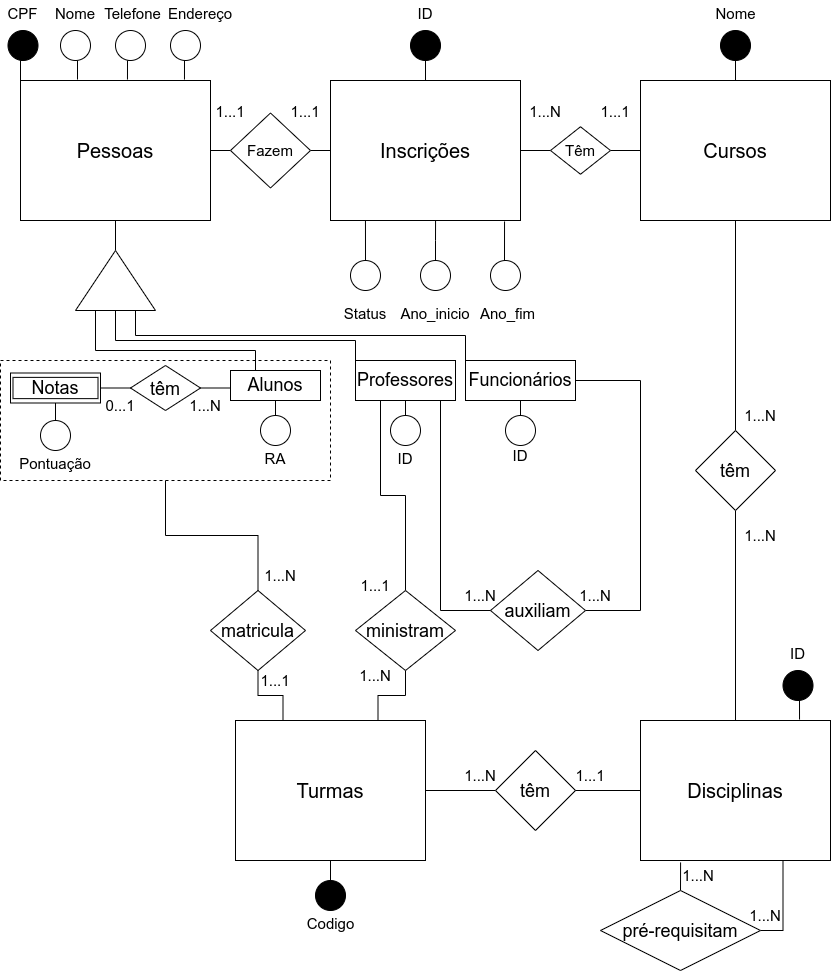 CPF Nome Telefone Endereço
ID
Nome
1...1 1...1
1...N 1...1
Pessoas
Fazem
Inscrições
Têm
Cursos
Status Ano_inicio Ano_fim
Notas
têm
Alunos
0...1 1...N
Pontuação
RA
Professores
Funcionários
ID
ID
1...N
têm
1...N
1...N
matricula
1...1
1...1
ministram
1...N
1...N
auxiliam
1...N
ID
Turmas
1...N
têm
1...1
Disciplinas
Codigo
1...N
pré-requisitam
1...N